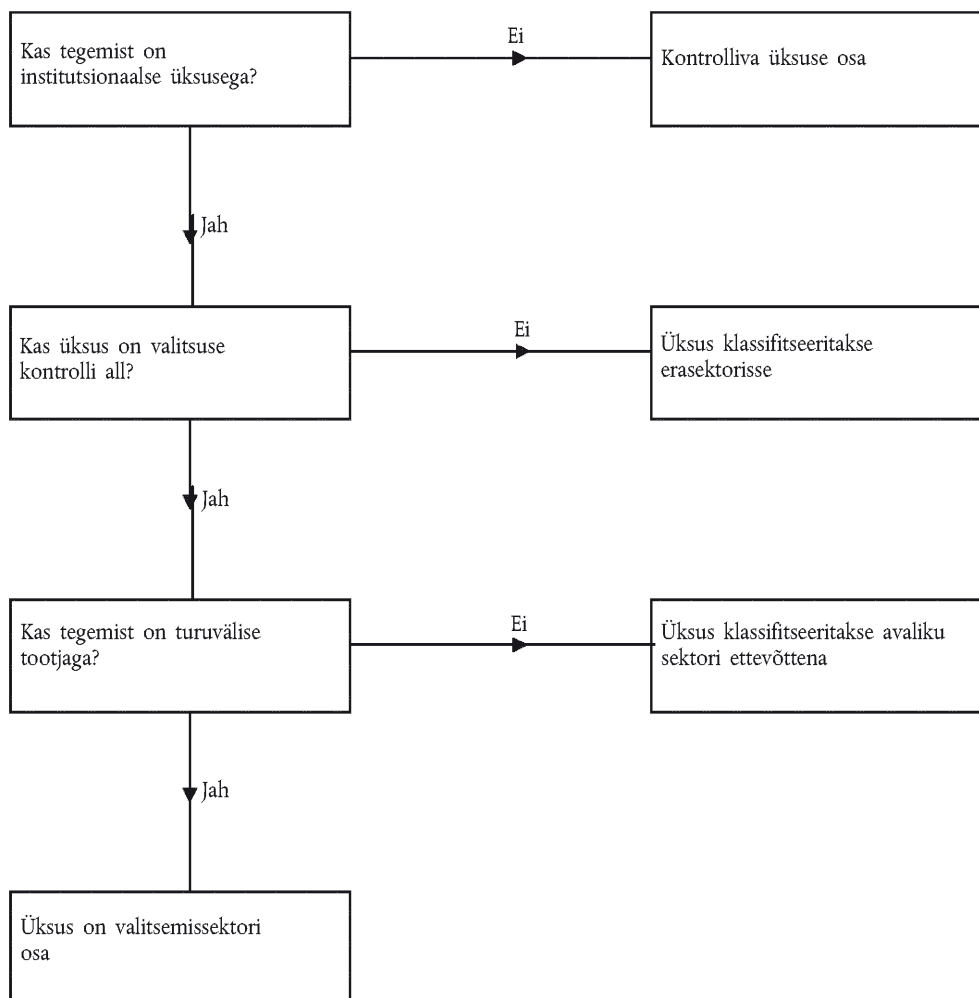 Kas tegemist on
institutsionaalse üksusega?
Ei
Kontrolliva üksuse osa
Jah
Kas üksus on valitsuse
kontrolli all?
Ei
Üksus klassifitseeritakse
erasektorisse
Jah
Kas tegemist on turuvälise
tootjaga?
Ei
Üksus klassifitseeritakse avaliku
sektori ettevõttena
Jah
Üksus on valitsemissektori
osa